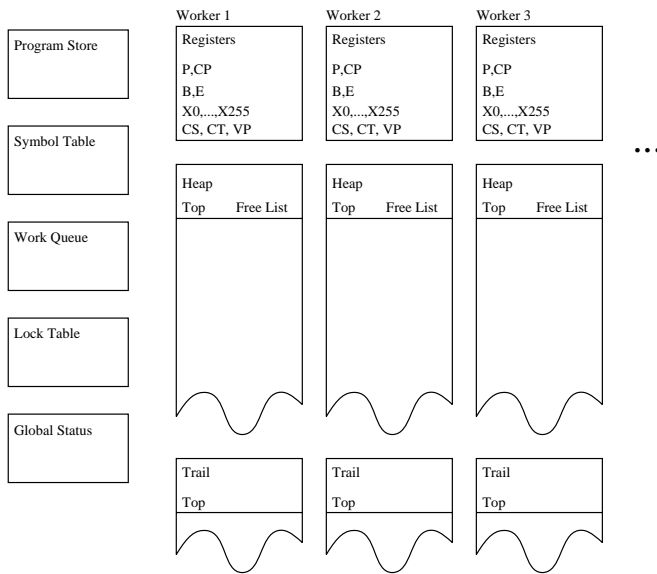 Program Store
Symbol Table
Work Queue
Lock Table
Global Status
Worker 1
Registers
P,CP
B,E
X0,...,X255
CS, CT, VP
Heap
Top Free List
Trail
Top
Worker 2
Registers
P,CP
B,E
X0,...,X255
CS, CT, VP
Heap
Top Free List
Trail
Top
Worker 3
Registers
P,CP
B,E
X0,...,X255
CS, CT, VP
Heap
Top Free List
Trail
Top
...